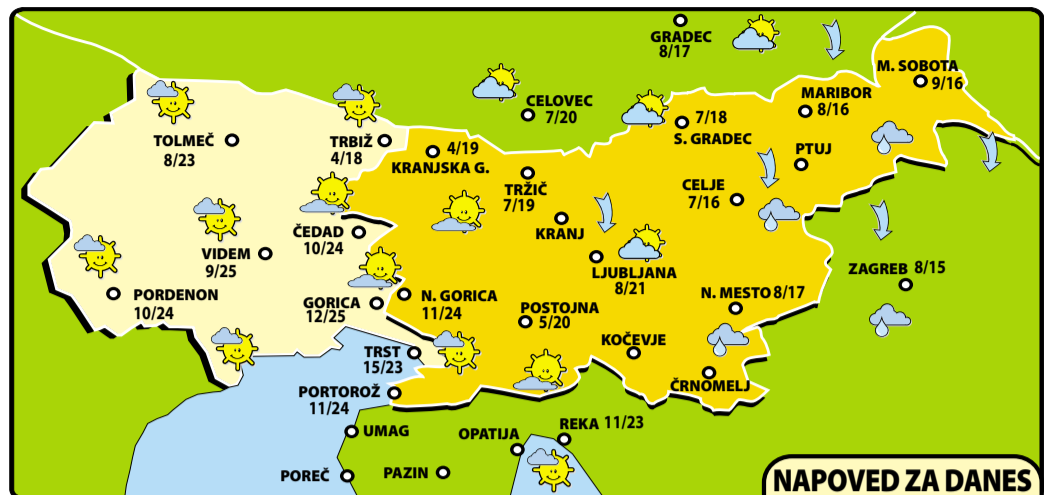 GRADEC
8/17
M. SOBOTA
9/16
MARIBOR
8/16
CELOVEC
7/20
7/18
S. GRADEC
TOLMEČ
8/23
TRBIŽ
4/18
4/19
KRANJSKA G.
PTUJ
TRŽIČ
7/19
CELJE
7/16
ČEDAD
10/24
KRANJ
VIDEM
9/25
LJUBLJANA
8/21
ZAGREB 8/15
PORDENON
10/24
GORICA
12/25
N. GORICA
11/24
POSTOJNA
5/20
N. MESTO 8/17
TRST
15/23
KOČEVJE
ČRNOMELJ
PORTOROŽ
11/24
UMAG
OPATIJA
REKA 11/23
POREČ
PAZIN
NAPOVED ZA DANES